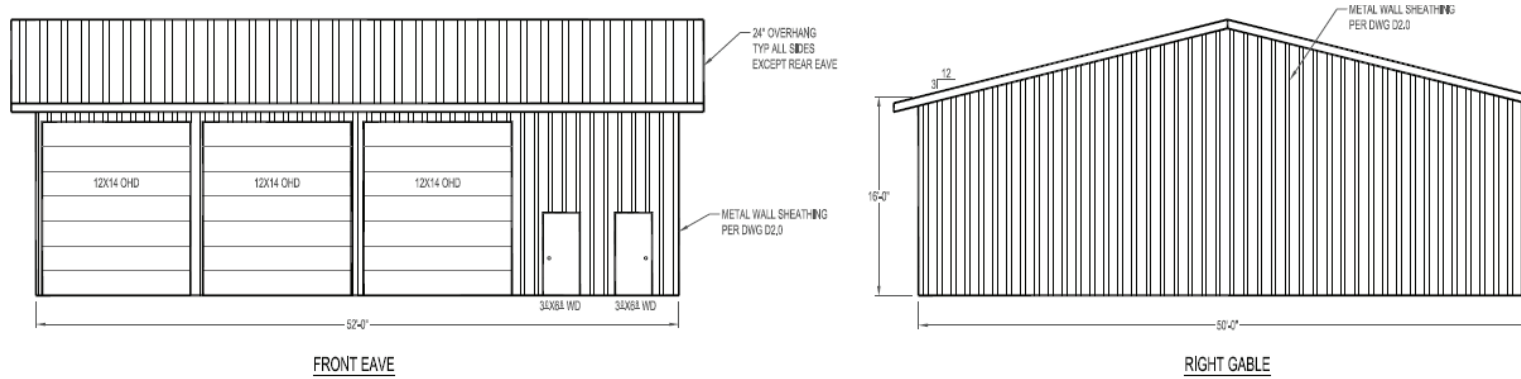 24" OVERHANG
TYP ALL SIDES
EXCEPT REAR EAVE
12X14 OHD
12X14 OHD
12X14 OHD
METAL WALL SHEATHING
PER DWG D2.0
WD
WD
52'-0"
FRONT EAVE
METAL WALL SHEATHING
PER DWG D2.0
12
3
16'-0"
50'-0"
RIGHT GABLE